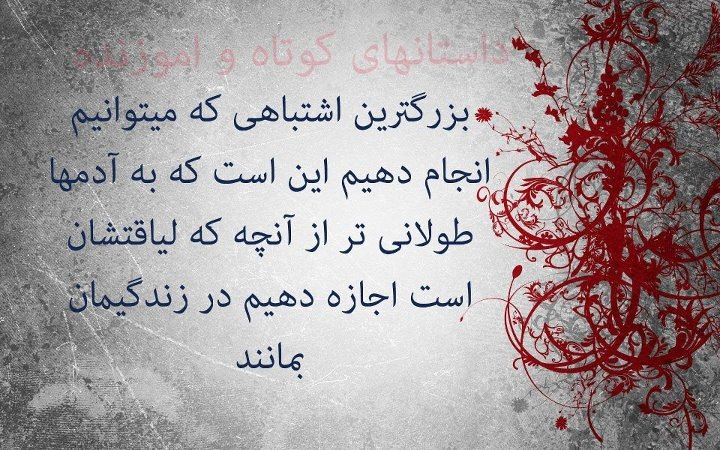 داستانهای کوتاه و اموزنده
بزرگترین اشتباهی که میتوانیم
انجام دهیم این است که به آدمها
طولانی تر از آنچه که لیاقتشان
است اجازه دهیم در زندگیمان
بمانند